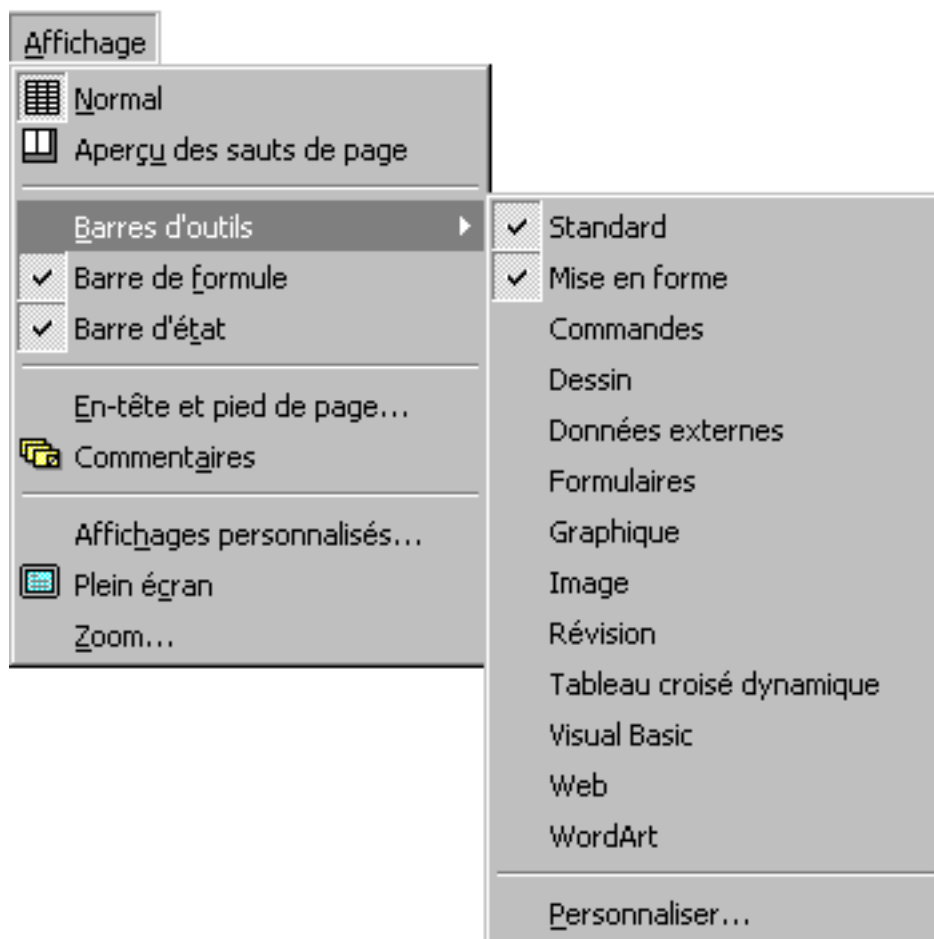 Affichage
Normal
Aperçu des sauts de page
Barres d'outils
Barre de formule
Barre d'état
En-tête et pied de page...
Commentaires
Affichages personnalisés...
Plein écran
Zoom...
Standard
Mise en forme
Commandes
Dessin
Données externes
Formulaires
Graphique
Image
Révision
Tableau croisé dynamique
Visual Basic
Web
WordArt
Personnaliser...